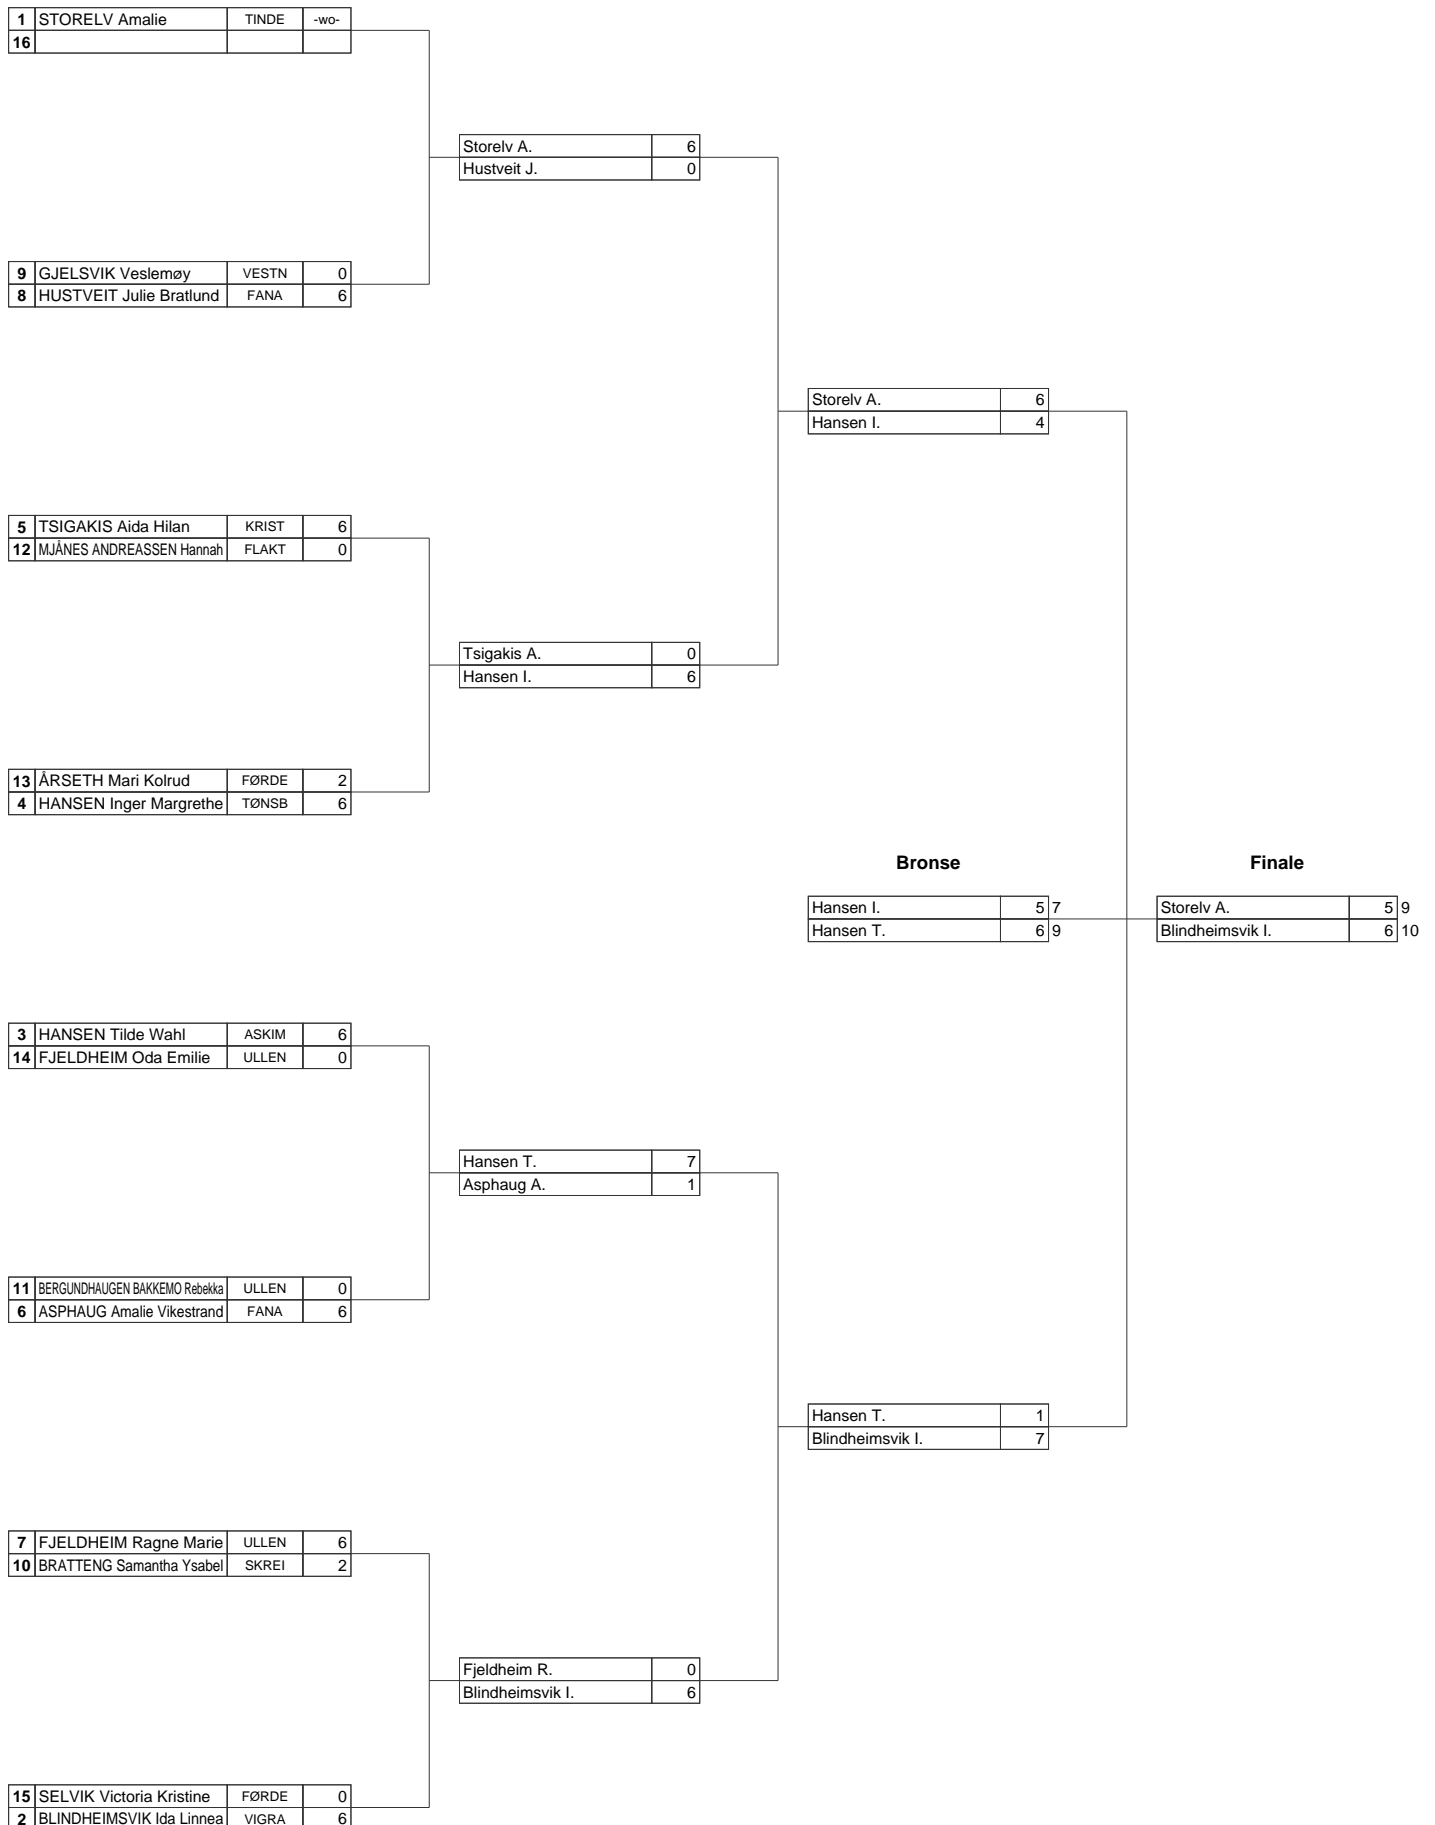 1 STORELV Amalie TINDE -wo-
16
Storelv A. 6
Hustveit J. 0
9 GJELSVIK Veslemøy VESTN 0
8 HUSTVEIT Julie Bratlund FANA 6
Storelv A. 6
Hansen I. 4
5 TSIGAKIS Aida Hilan KRIST 6
12 MJÅNES ANDREASSEN Hannah FLAKT 0
Tsigakis A. 0
Hansen I. 6
13 ÅRSETH Mari Kolrud FØRDE 2
4 HANSEN Inger Margrethe TØNSB 6
Bronse Finale
Hansen I. 5 7 Storelv A. 5 9
Hansen T. 6 9 Blindheimsvik I. 6 10
3 HANSEN Tilde Wahl ASKIM 6
14 FJELDHEIM Oda Emilie ULLEN 0
Hansen T. 7
Asphaug A. 1
11 BERGUNDHAUGEN BAKKEMO Rebekka ULLEN 0
6 ASPHAUG Amalie Vikestrand FANA 6
Hansen T. 1
Blindheimsvik I. 7
7 FJELDHEIM Ragne Marie ULLEN 6
10 BRATTENG Samantha Ysabel SKREI 2
Fjeldheim R. 0
Blindheimsvik I. 6
15 SELVIK Victoria Kristine FØRDE 0
2 BLINDHEIMSVIK Ida Linnea VIGRA 6